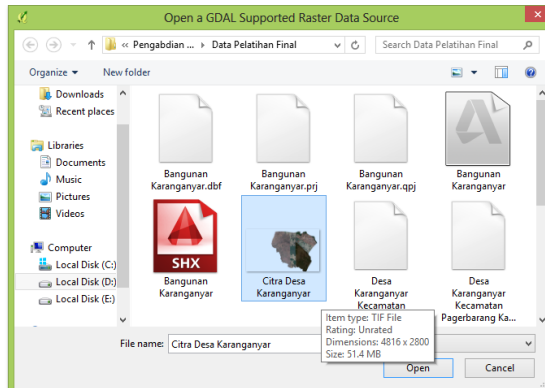 Open a GDAL Supported Raster Data Source
« Pengabdian ... Data Pelatihan Final
Search Data Pelatihan Final
Organize
New folder
Downloads
Recent places
Libraries
Documents
Music
Pictures
Videos
Computer
Local Disk (C:)
Local Disk (D:)
Local Disk (E:)
Bangunan
Karanganyar.dbf
Bangunan
Karanganyar.prj
Bangunan
Karanganyar.qpj
Bangunan
Karanganyar
SHX
Bangunan
Karanganyar
Citra Desa
Karanganyar
Desa
Karanganyar
Kecamatan
Desa
Karanganyar
Kecamatan
Pagerbarang Ka...
Item type: TIF File
Rating: Unrated
Dimensions: 4816 x 2800
Size: 51.4 MB
File name:
Citra Desa Karanganyar
Open
Cancel